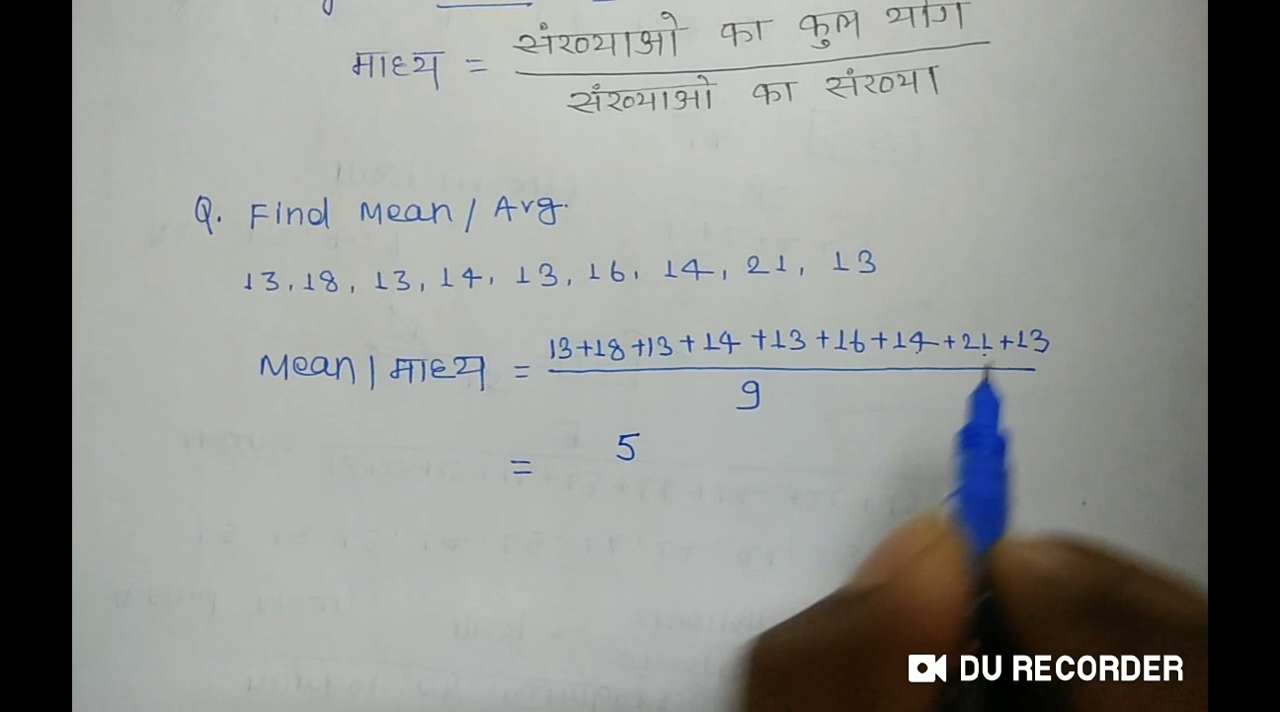 माध्य = संख्याओ का कुल योग
संख्याओ का संख्या
Q. Find Mean / Avg.
13, 18, 13, 14, 13, 16, 14, 21, 13
Mean | माध्य = 13+18+13+14+13+16+14+21+13
9
= 5
DU RECORDER